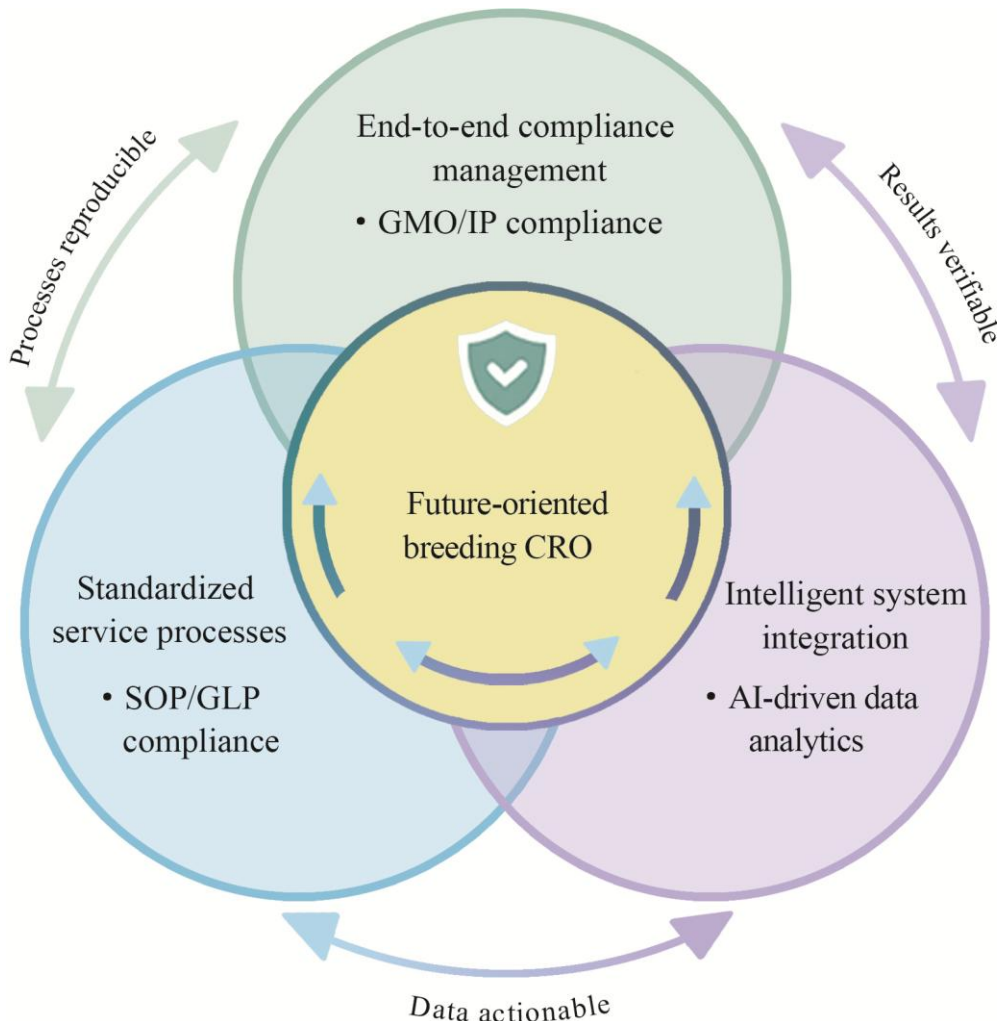 End-to-end compliance
management
• GMO/IP compliance
Processes reproducible
Results verifiable
Future-oriented
breeding CRO
Standardized
service processes
• SOP/GLP
compliance
Intelligent system
integration
• AI-driven data
analytics
Data actionable